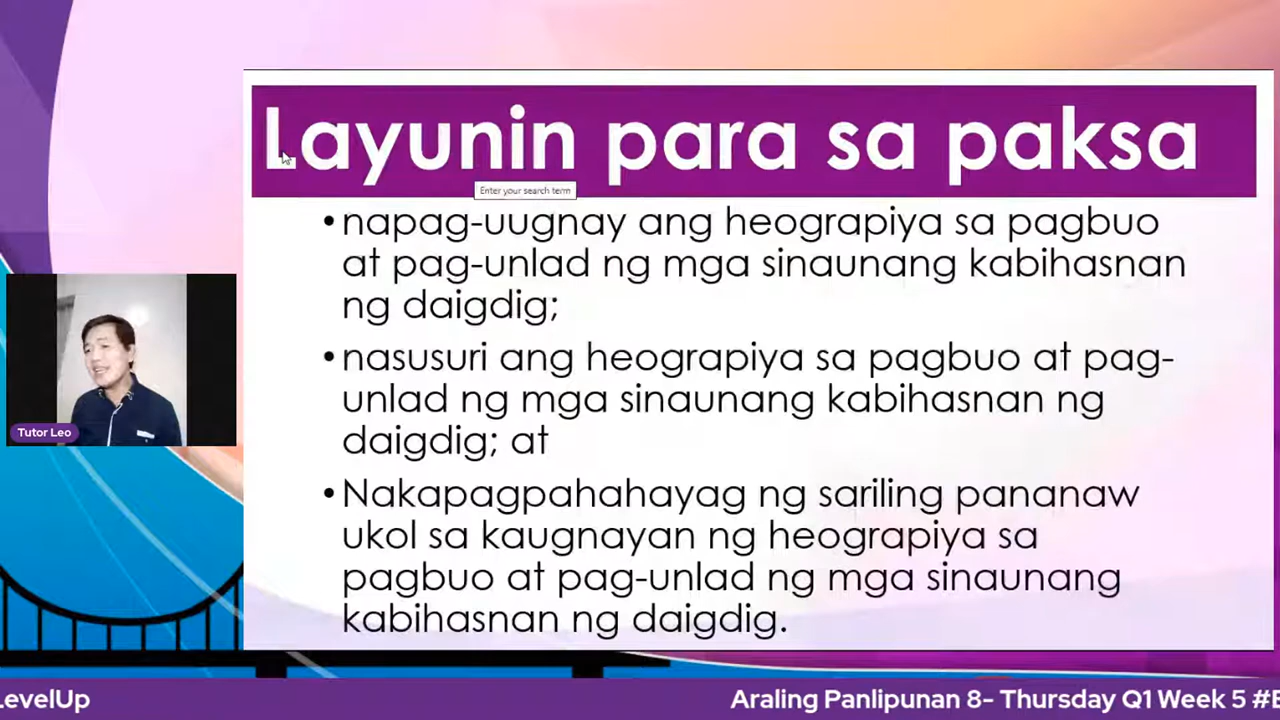 Layunin para sa paksa
Enter your search term
•napag-uugnay ang heograpiya sa pagbuo
at pag-unlad ng mga sinaunang kabihasnan
ng daigdig;
•nasusuri ang heograpiya sa pagbuo at pag-
unlad ng mga sinaunang kabihasnan ng
daigdig; at
•Nakapagpahahayag ng sariling pananaw
ukol sa kaugnayan ng heograpiya sa
pagbuo at pag-unlad ng mga sinaunang
kabihasnan ng daigdig.
Tutor Leo
LevelUp
Araling Panlipunan 8- Thursday Q1 Week 5 #E